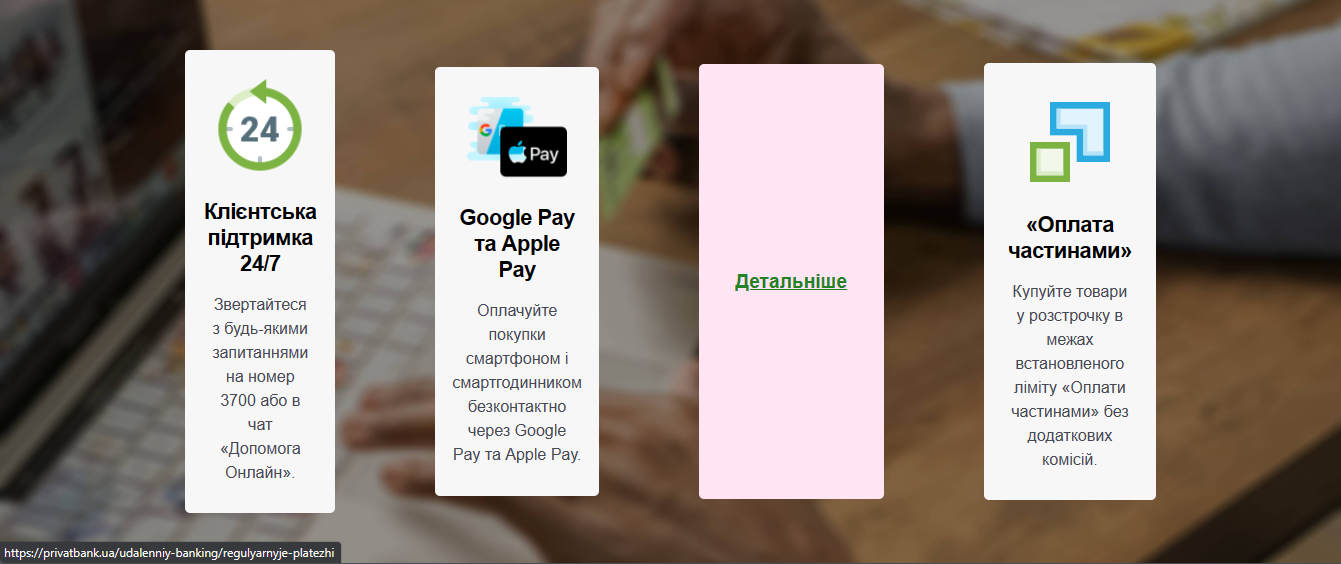 24
Клієнтська
підтримка
24/7
Звертайтеся
з будь-якими
запитаннями
на номер
3700 або в
чат
«Допомога
Онлайн».
G
Pay
Google Pay
та Apple
Pay
Оплачуйте
покупки
смартфоном і
смартгодинником
безконтактно
через Google
Pay та Apple Pay.
Детальніше
«Оплата
частинами»
Купуйте товари
у розстрочку в
межах
встановленого
ліміту «Оплати
частинами» без
додаткових
комісій.
https://privatbank.ua/udalenniy-banking/regulyarnyje-platezhi